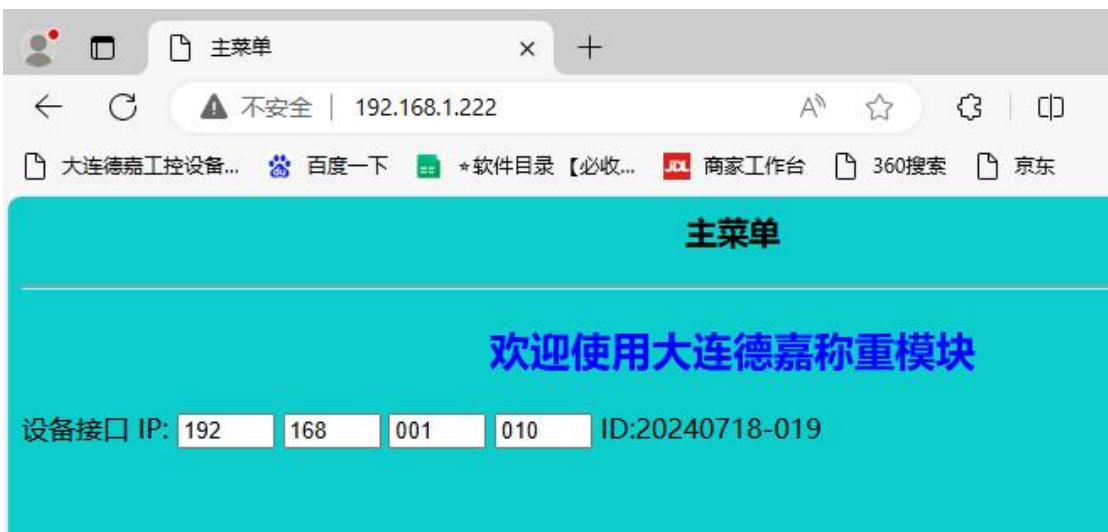 主菜单
不安全 | 192.168.1.222
大连德嘉工控设备... 百度一下 *软件目录【必收... JDL 商家工作台 360搜索 京东
主菜单
欢迎使用大连德嘉称重模块
设备接口 IP: 192 168 001 010 ID:20240718-019